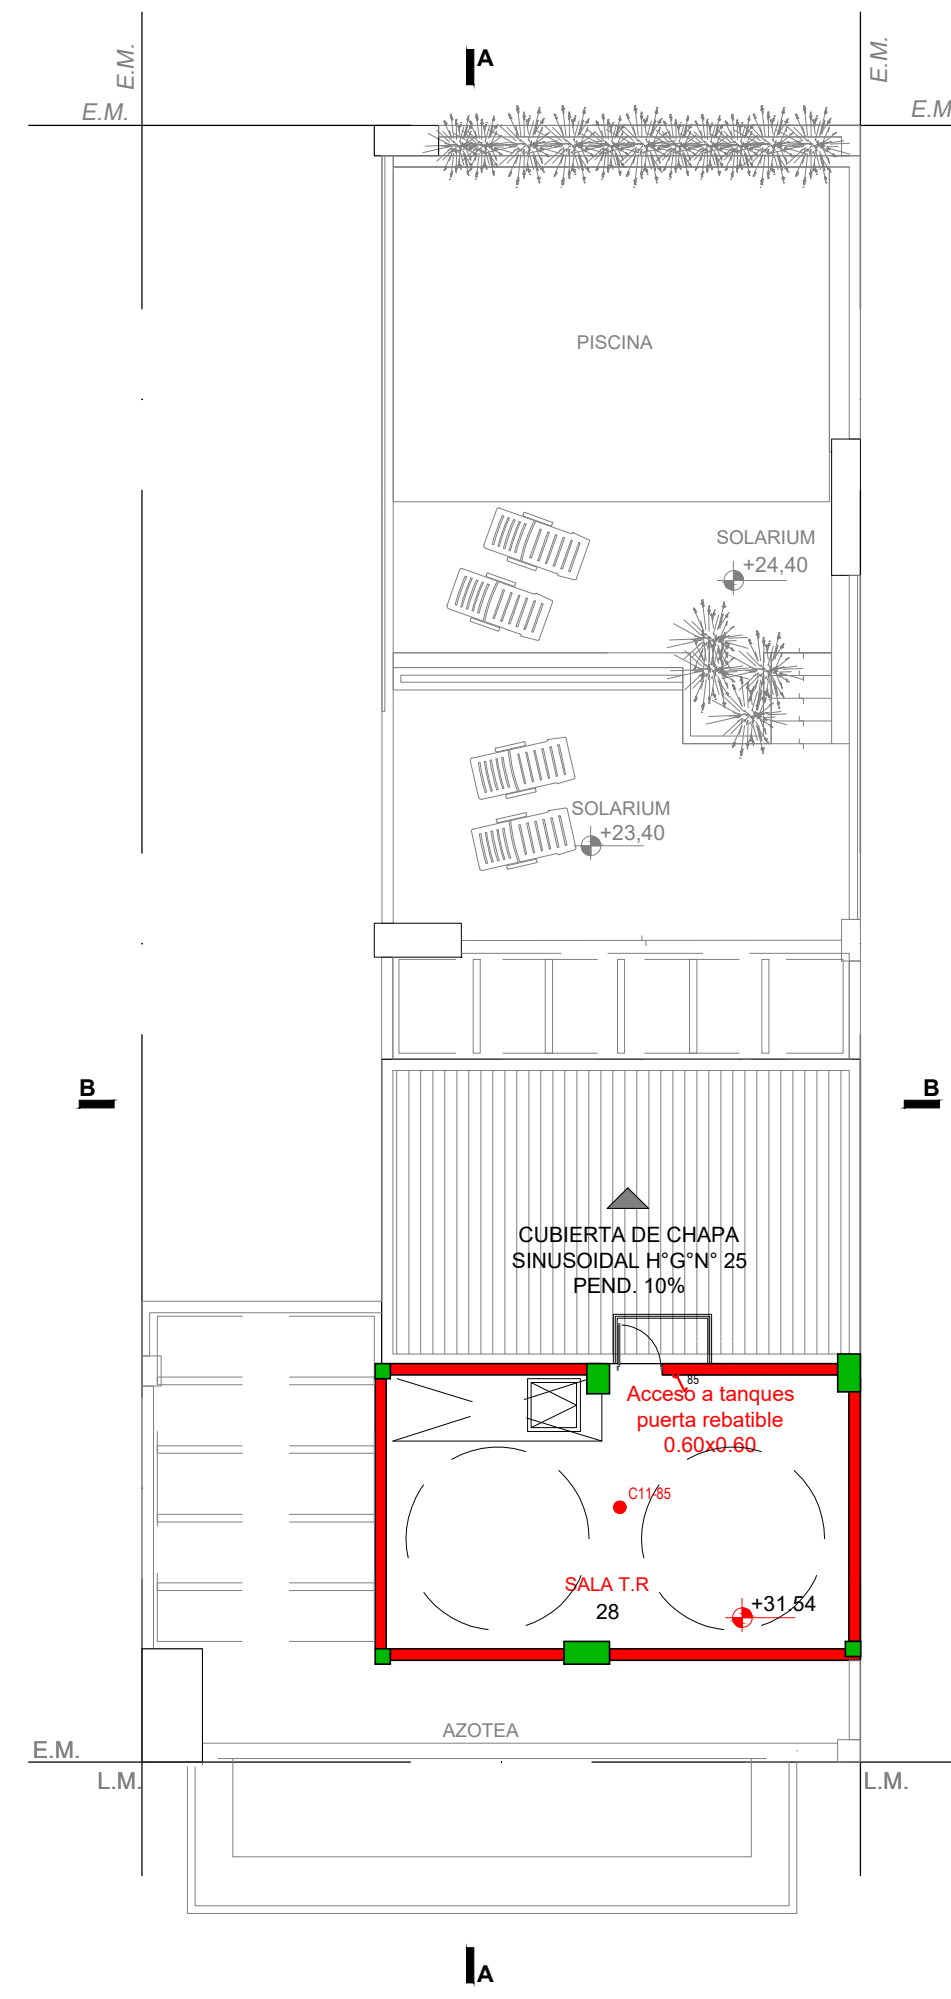 E.M.
E.M.
A
E.M.
E.M
PISCINA
SOLARIUM
+24,40
SOLARIUM
+23,40
B
B
CUBIERTA DE CHAPA
SINUSOIDAL H°G°N° 25
PEND. 10%
85
Acceso a tanques
puerta rebatible
0.60x0.60
C11-85
SALA T.R
28
+31.54
AZOTEA
E.M.
L.M.
L.M.
A